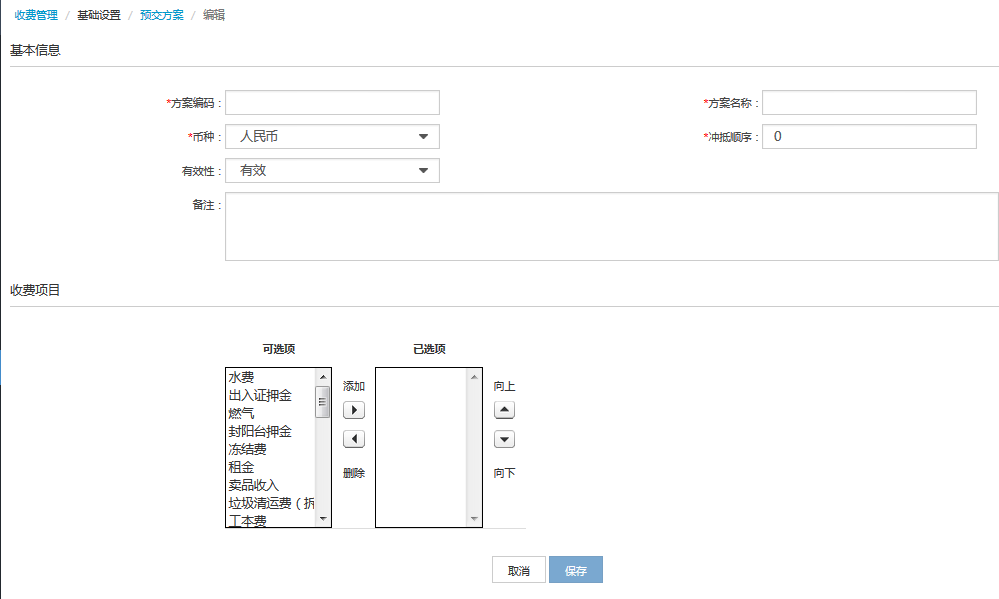 收费管理 / 基础设置 / 预交方案 / 编辑
基本信息
*方案编码： *方案名称：
*币种： 人民币 *冲抵顺序： 0
有效性： 有效
备注：
收费项目
可选项 已选项
水费
出入证押金
燃气
封阳台押金
冻结费
租金
卖品收入
垃圾清运费（拆
工本费
添加
删除
向上
向下
取消 保存